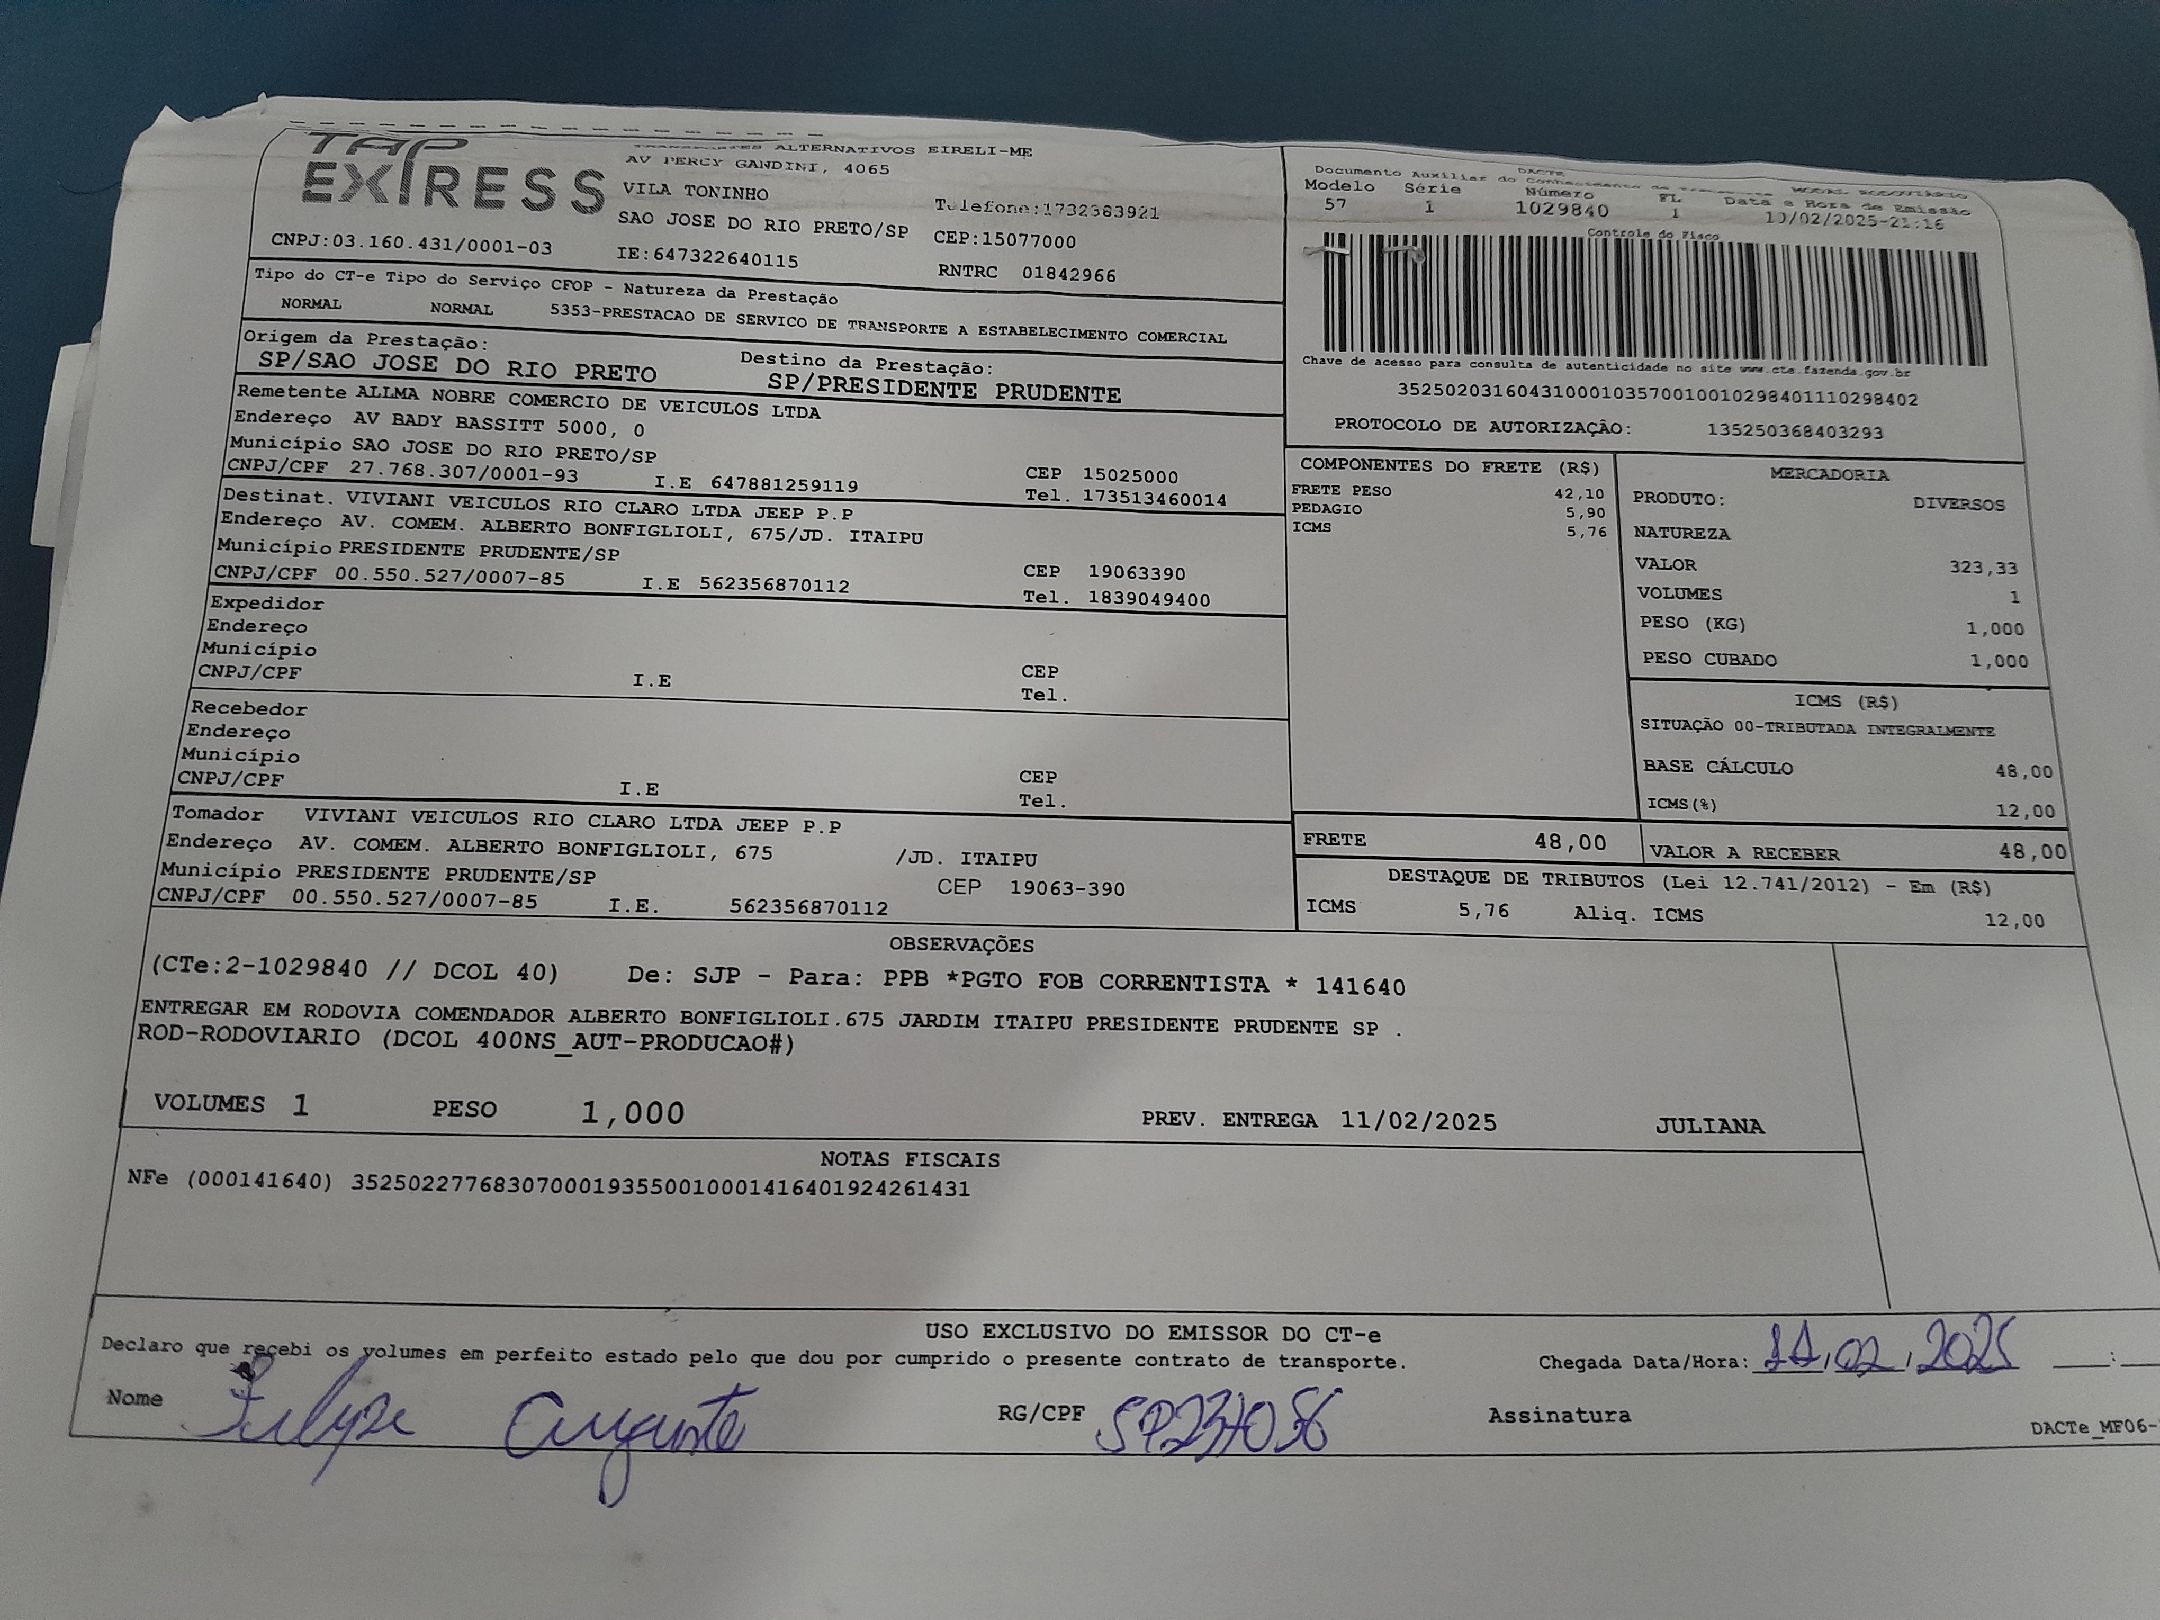 TAP
EXPRESS
ALTERNATIVOS EIRELI-ME
AV PERCY GANDINI, 4065
VILA TONINHO
SAO JOSE DO RIO PRETO/SP
Telefone:1732383921
CEP:15077000
CNPJ:03.160.431/0001-03
IE:647322640115
RNTRC 01842966
Tipo do CT-e Tipo do Serviço CFOP - Natureza da Prestação
NORMAL NORMAL 5353-PRESTACAO DE SERVICO DE TRANSPORTE A ESTABELECIMENTO COMERCIAL
Origem da Prestação:
SP/SAO JOSE DO RIO PRETO
Destino da Prestação:
SP/PRESIDENTE PRUDENTE
DACTE
Documento Auxiliar do Conhecimento de Transporte MODAL RODOVIÁRIO
Modelo Série Número FL Data e Hora de Emissão
57 1 1029840 1 10/02/2025-21:16
Controle do Fisco
Chave de acesso para consulta de autenticidade no site www.cte.fazenda.gov.br
35250203160431000103570010010298401110298402
PROTOCOLO DE AUTORIZAÇÃO: 135250368403293
Remetente ALLMA NOBRE COMERCIO DE VEICULOS LTDA
Endereço AV BADY BASSITT 5000, 0
Município SAO JOSE DO RIO PRETO/SP
CEP 15025000
CNPJ/CPF 27.768.307/0001-93 I.E 647881259119 Tel. 173513460014
Destinat. VIVIANI VEICULOS RIO CLARO LTDA JEEP P.P
Endereço AV. COMEM. ALBERTO BONFIGLIOLI, 675/JD. ITAIPU
Município PRESIDENTE PRUDENTE/SP
CEP 19063390
CNPJ/CPF 00.550.527/0007-85 I.E 562356870112 Tel. 1839049400
Expedidor
Endereço
Município
CEP
CNPJ/CPF I.E Tel.
Recebedor
Endereço
Município
CEP
CNPJ/CPF I.E Tel.
Tomador VIVIANI VEICULOS RIO CLARO LTDA JEEP P.P
Endereço AV. COMEM. ALBERTO BONFIGLIOLI, 675 /JD. ITAIPU
Município PRESIDENTE PRUDENTE/SP CEP 19063-390
CNPJ/CPF 00.550.527/0007-85 I.E. 562356870112
COMPONENTES DO FRETE (R$)
FRETE PESO 42,10
PEDAGIO 5,90
ICMS 5,76
MERCADORIA
PRODUTO: DIVERSOS
NATUREZA
VALOR 323,33
VOLUMES 1
PESO (KG) 1,000
PESO CUBADO 1,000
ICMS (R$)
SITUAÇÃO 00-TRIBUTADA INTEGRALMENTE
BASE CÁLCULO 48,00
ICMS(%) 12,00
FRETE 48,00 VALOR A RECEBER 48,00
DESTAQUE DE TRIBUTOS (Lei 12.741/2012) - Em (R$)
ICMS 5,76 Aliq. ICMS 12,00
OBSERVAÇÕES
(CTe:2-1029840 // DCOL 40) De: SJP - Para: PPB *PGTO FOB CORRENTISTA * 141640
ENTREGAR EM RODOVIA COMENDADOR ALBERTO BONFIGLIOLI.675 JARDIM ITAIPU PRESIDENTE PRUDENTE SP .
ROD-RODOVIARIO (DCOL 400NS_AUT-PRODUCAO#)
VOLUMES 1 PESO 1,000 PREV. ENTREGA 11/02/2025 JULIANA
NOTAS FISCAIS
NFe (000141640) 35250227768307000193550010001416401924261431
USO EXCLUSIVO DO EMISSOR DO CT-e
Declaro que recebi os volumes em perfeito estado pelo que dou por cumprido o presente contrato de transporte.
Chegada Data/Hora: 11/02/2025 :
Nome Felype Augusto RG/CPF Assinatura
DACTe_MF06-